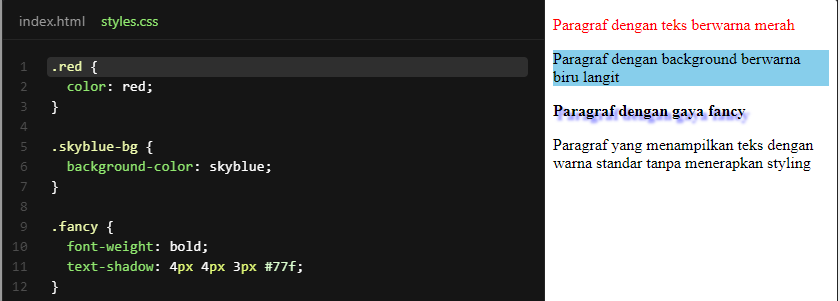 index.html styles.css
1 .red {
2 color: red;
3 }
4
5 .skyblue-bg {
6 background-color: skyblue;
7 }
8
9 .fancy {
10 font-weight: bold;
11 text-shadow: 4px 4px 3px #77f;
12 }
Paragraf dengan teks berwarna merah
Paragraf dengan background berwarna
biru langit
Paragraf dengan gaya fancy
Paragraf yang menampilkan teks dengan
warna standar tanpa menerapkan styling